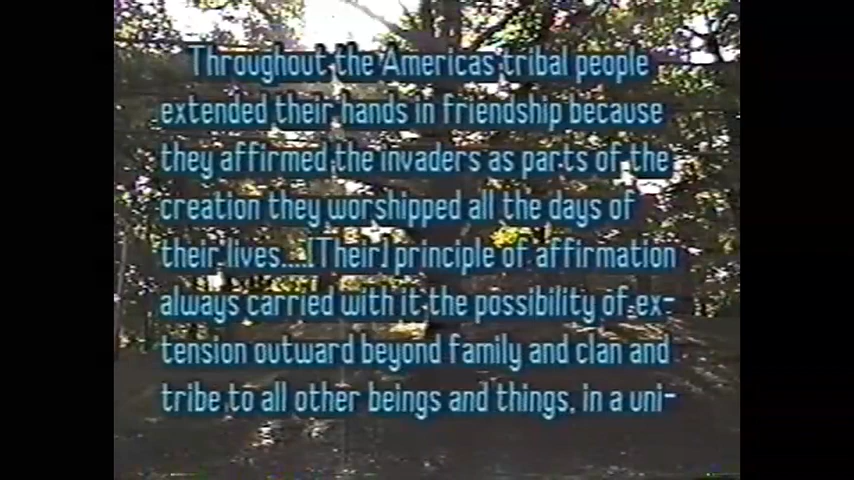 Throughout the Americas tribal people
extended their hands in friendship because
they affirmed the invaders as parts of the
creation they worshipped all the days of
their lives....[Their] principle of affirmation
always carried with it the possibility of ex-
tension outward beyond family and clan and
tribe to all other beings and things, in a uni-